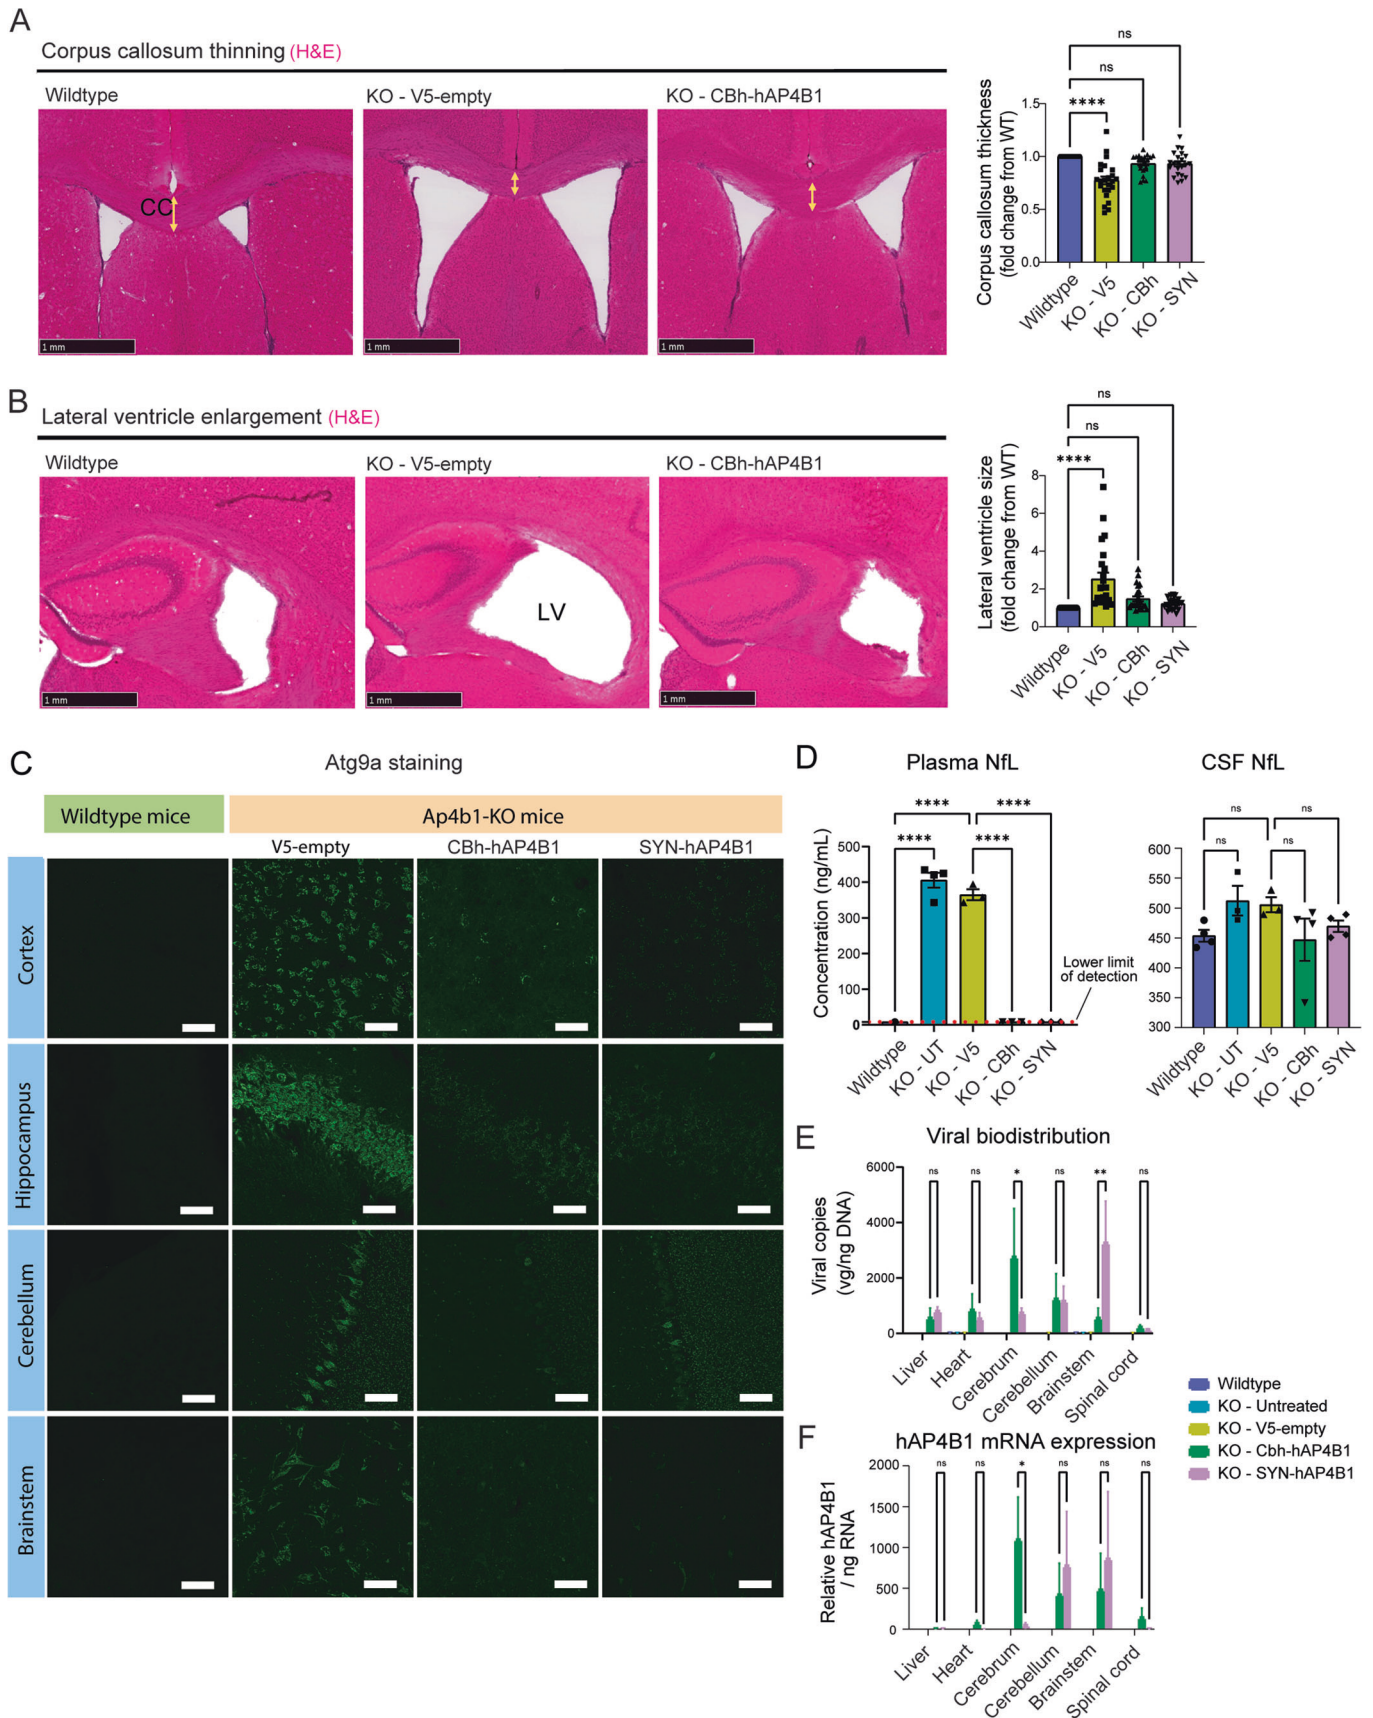 A
Corpus callosum thinning (H&E)
Wildtype
KO - V5-empty
KO - CBh-hAP4B1
CC
1 mm
1 mm
1 mm
ns
ns
****
Corpus callosum thickness
(fold change from WT)
1.5
1.0
0.5
0.0
Wildtype
KO - V5
KO - CBh
KO - SYN
B
Lateral ventricle enlargement (H&E)
Wildtype
KO - V5-empty
KO - CBh-hAP4B1
LV
1 mm
1 mm
1 mm
ns
ns
****
Lateral ventricle size
(fold change from WT)
8
6
4
2
0
Wildtype
KO - V5
KO - CBh
KO - SYN
C
Atg9a staining
Wildtype mice
Ap4b1-KO mice
V5-empty
CBh-hAP4B1
SYN-hAP4B1
Cortex
Hippocampus
Cerebellum
Brainstem
D
Plasma NfL
**** ****
**** ****
Concentration (ng/mL)
500
400
300
200
100
0
Lower limit
of detection
Wildtype
KO - UT
KO - V5
KO - CBh
KO - SYN
CSF NfL
ns ns
ns ns
600
550
500
450
400
350
300
Wildtype
KO - UT
KO - V5
KO - CBh
KO - SYN
E
Viral biodistribution
Viral copies
(vg/ng DNA)
6000
4000
2000
0
ns ns * ns ** ns
Liver
Heart
Cerebrum
Cerebellum
Brainstem
Spinal cord
Wildtype
KO - Untreated
KO - V5-empty
KO - Cbh-hAP4B1
KO - SYN-hAP4B1
F
hAP4B1 mRNA expression
Relative hAP4B1
/ ng RNA
2000
1500
1000
500
0
ns ns * ns ns ns
Liver
Heart
Cerebrum
Cerebellum
Brainstem
Spinal cord